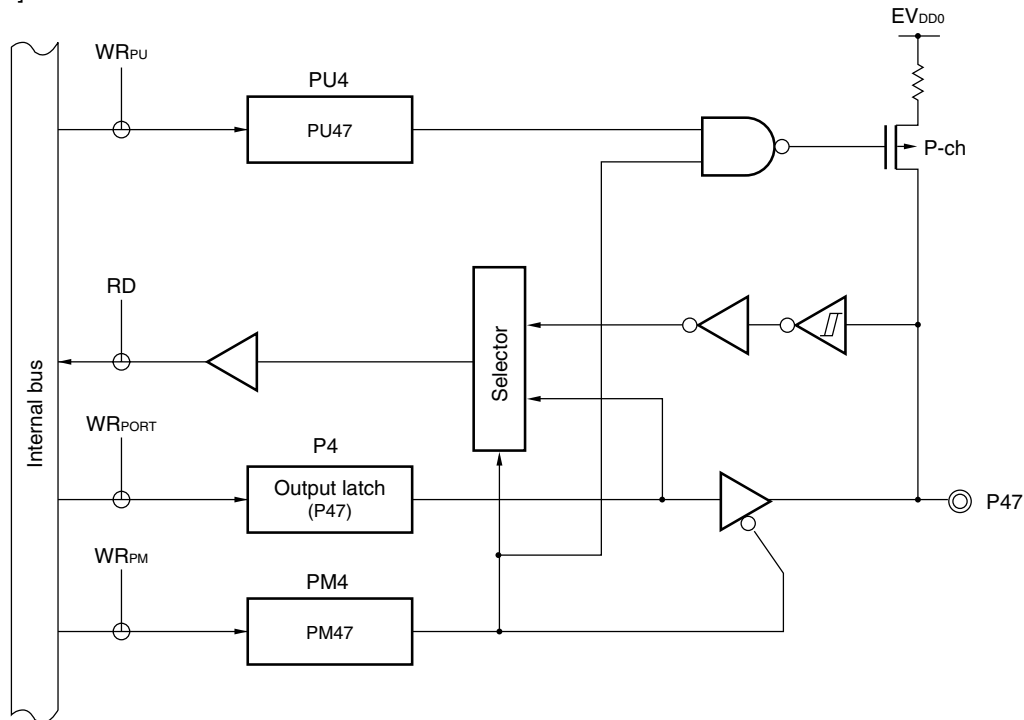 ]
EVDD0
WRPU
PU4
PU47
P-ch
RD
Selector
Internal bus
WRPORT
P4
Output latch
(P47)
P47
WRPM
PM4
PM47